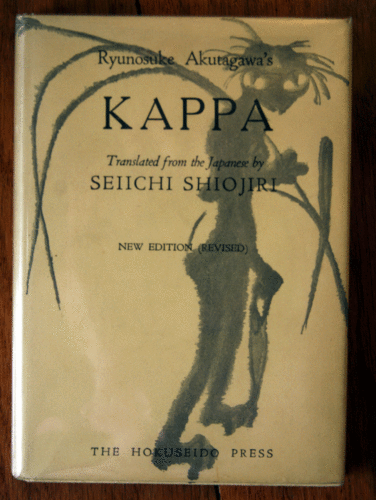 Ryunosuke Akutagawa's
KAPPA
Translated from the Japanese by
SEIICHI SHIOJIRI
NEW EDITION (REVISED)
THE HOKUSEIDO PRESS